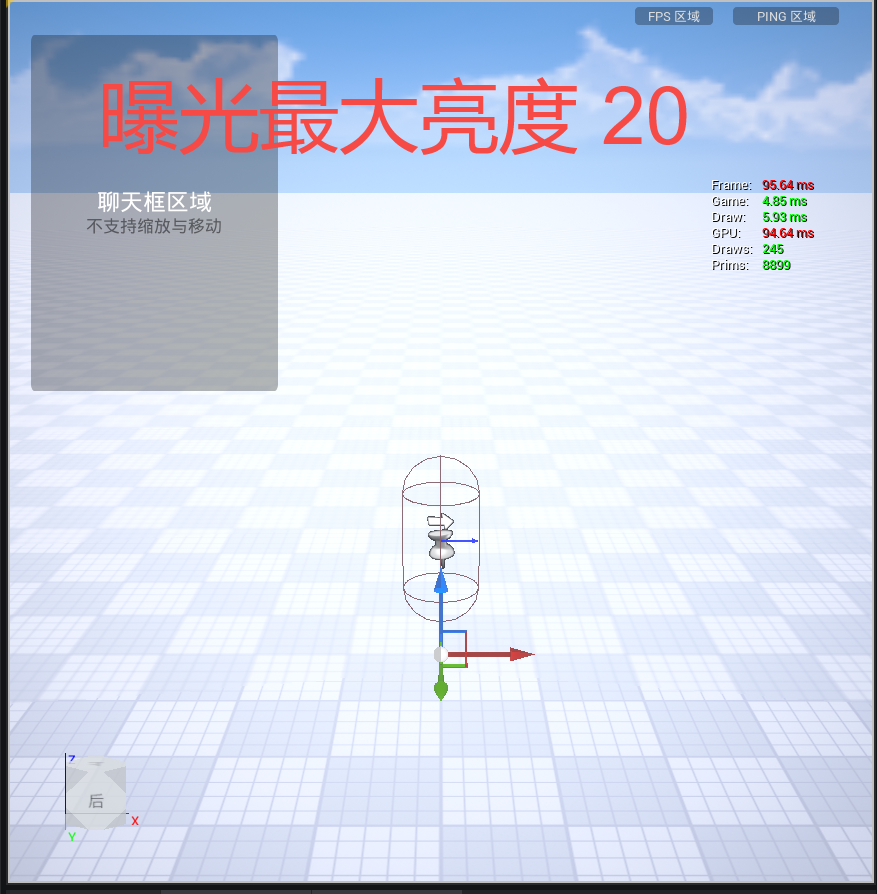 FPS 区域
PING 区域
曝光最大亮度 20
聊天框区域
不支持缩放与移动
Frame: 95.64 ms
Game: 4.85 ms
Draw: 5.93 ms
GPU: 94.64 ms
Draws: 245
Prims: 8899
Z
后
X
Y